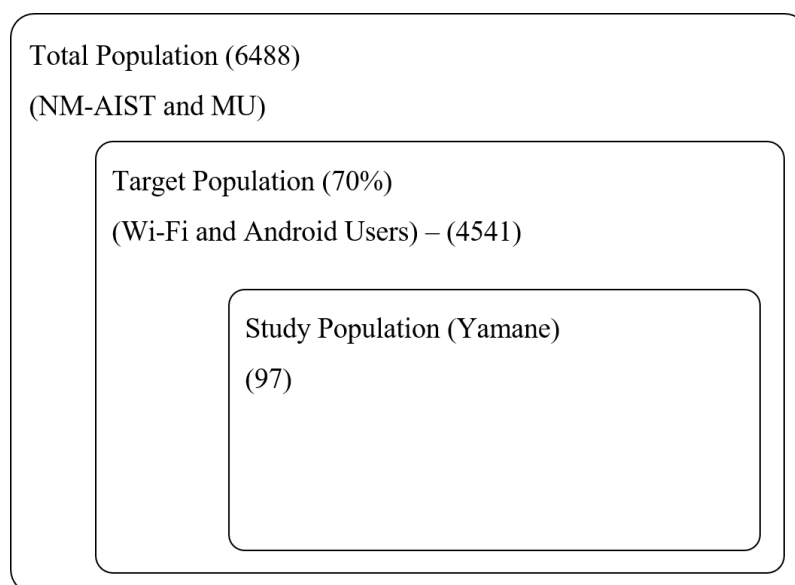 Total Population (6488)
(NM-AIST and MU)
Target Population (70%)
(Wi-Fi and Android Users) – (4541)
Study Population (Yamane)
(97)